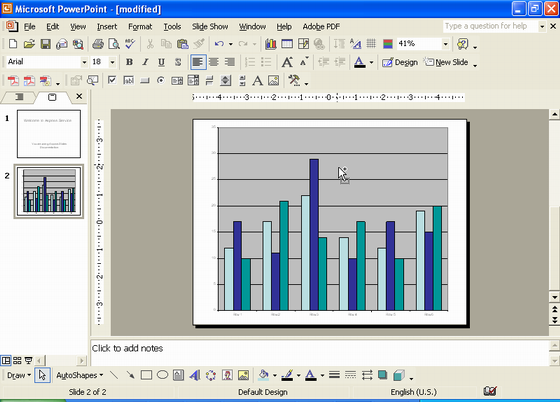 Microsoft PowerPoint - [modified]
File Edit View Insert Format Tools Slide Show Window Help Adobe PDF
Type a question for help
41%
Arial 18 B I U S A Design New Slide
1
2
Click to add notes
Draw AutoShapes
Slide 2 of 2 Default Design English (U.S.)